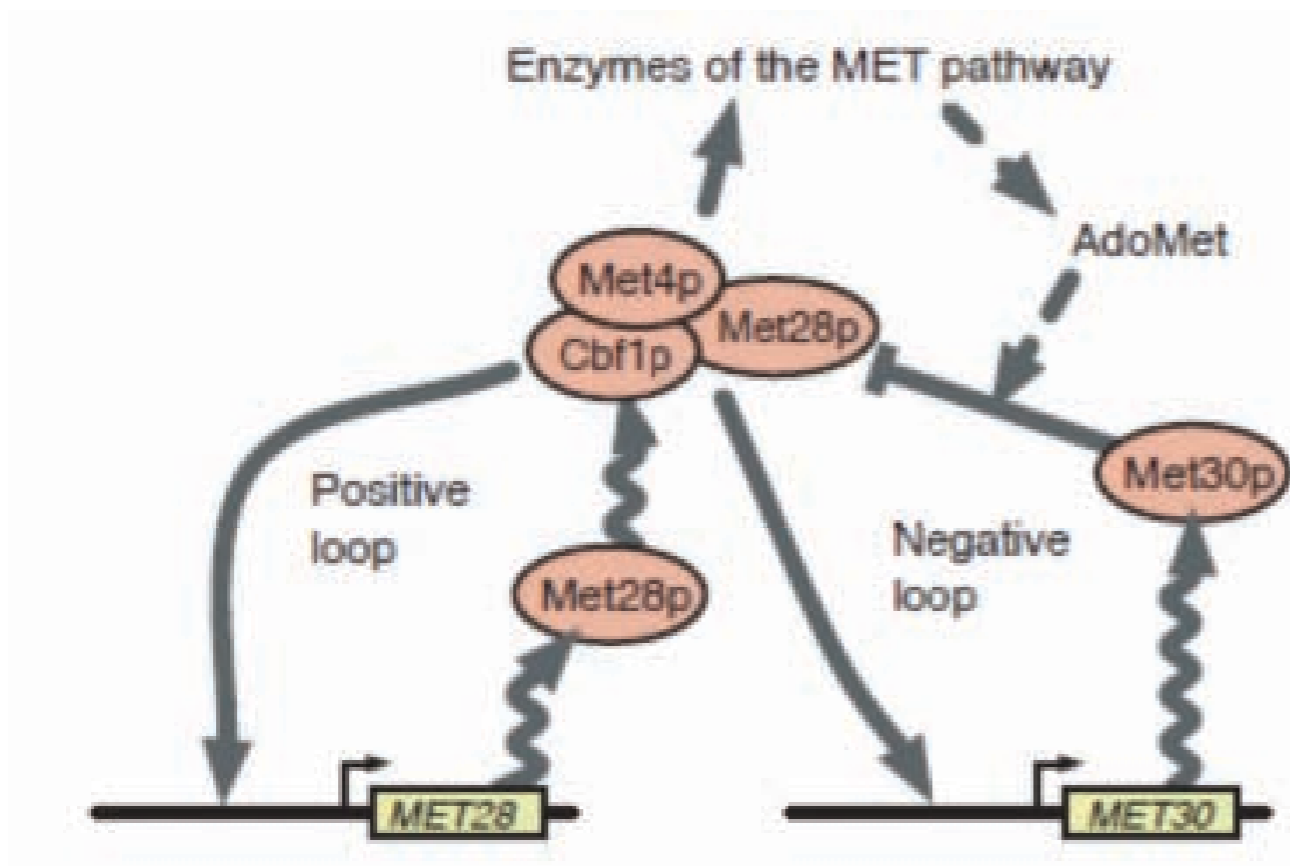 Enzymes of the MET pathway
AdoMet
Met4p
Met28p
Cbf1p
Met30p
Positive
loop
Negative
loop
Met28p
MET28
MET30